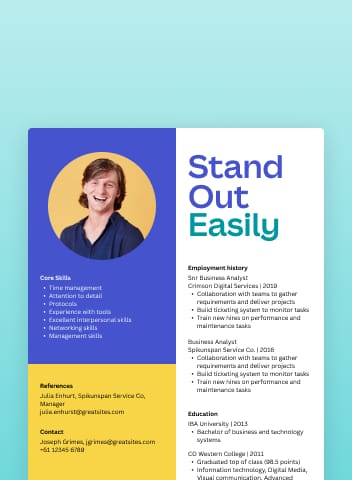 Stand
Out
Easily
Core Skills
• Time management
• Attention to detail
• Protocols
• Experience with tools
• Excellent interpersonal skills
• Networking skills
• Management skills
References
Julia Enhurt, Spikunspan Service Co.,
Manager
julia.enhurst@greatsites.com
Contact
Joseph Grimes, jgrimes@greatsites.com
+61 12345 6789
Employment history
Snr Business Analyst
Crimson Digital Services | 2019
• Collaboration with teams to gather
requirements and deliver projects
• Build ticketing system to monitor tasks
• Train new hires on performance and
maintenance tasks
Business Analyst
Spikunspan Service Co. | 2016
• Collaboration with teams to gather
requirements and deliver projects
• Build ticketing system to monitor tasks
• Train new hires on performance and
maintenance tasks
Education
IBA University | 2013
• Bachelor of business and technology
systems
CO Western College | 2011
• Graduated top of class (98.5 points)
• Information technology, Digital Media,
Visual communication, Advanced